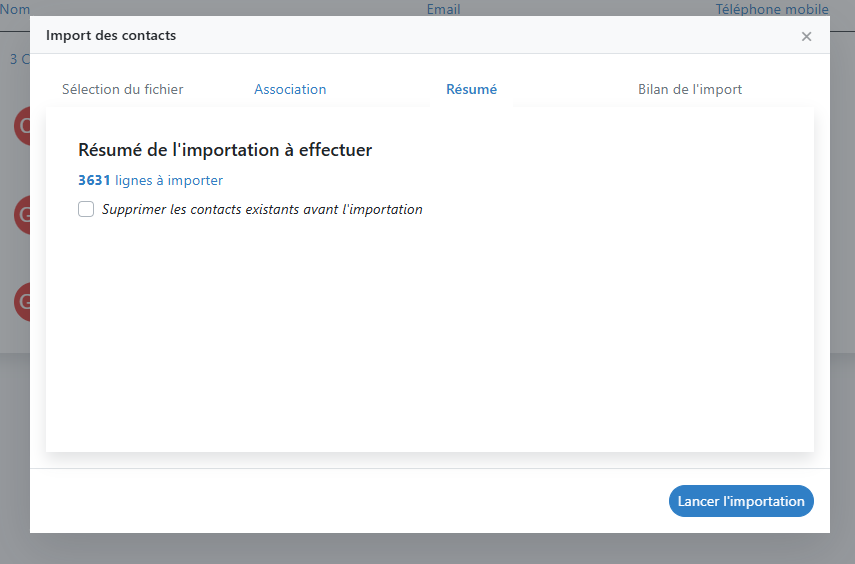 Nom Email Téléphone mobile
Import des contacts ×
3 C
Sélection du fichier Association Résumé Bilan de l'import
Résumé de l'importation à effectuer
3631 lignes à importer
Supprimer les contacts existants avant l'importation
Lancer l'importation